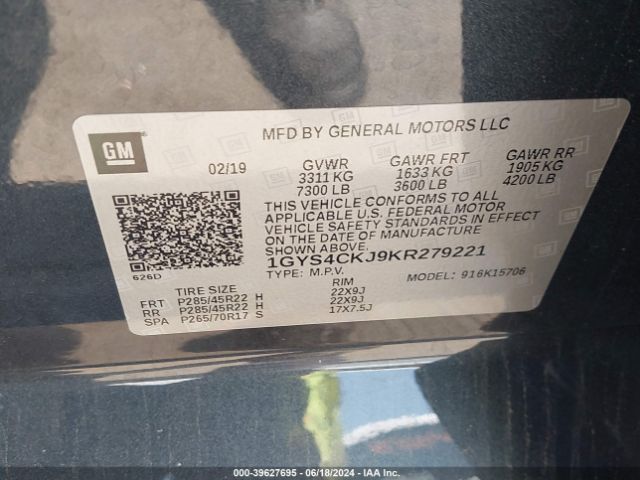 GM
MFD BY GENERAL MOTORS LLC
02/19 GVWR GAWR FRT GAWR RR
3311 KG 1633 KG 1905 KG
7300 LB 3600 LB 4200 LB
THIS VEHICLE CONFORMS TO ALL
APPLICABLE U.S. FEDERAL MOTOR
VEHICLE SAFETY STANDARDS IN EFFECT
ON THE DATE OF MANUFACTURE
SHOWN ABOVE.
1GYS4CKJ9KR279221
626D
TYPE: M.P.V. MODEL: 916K15706
TIRE SIZE RIM
FRT P285/45R22 H 22X9J
RR P285/45R22 H 22X9J
SPA P265/70R17 S 17X7.5J
000-39627695 - 06/18/2024 - IAA Inc.